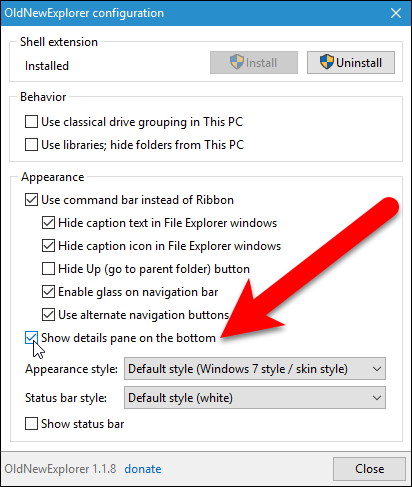 OldNewExplorer configuration
Shell extension
Installed Install Uninstall
Behavior
Use classical drive grouping in This PC
Use libraries; hide folders from This PC
Appearance
Use command bar instead of Ribbon
Hide caption text in File Explorer windows
Hide caption icon in File Explorer windows
Hide Up (go to parent folder) button
Enable glass on navigation bar
Use alternate navigation buttons
Show details pane on the bottom
Appearance style: Default style (Windows 7 style / skin style)
Status bar style: Default style (white)
Show status bar
OldNewExplorer 1.1.8 donate Close